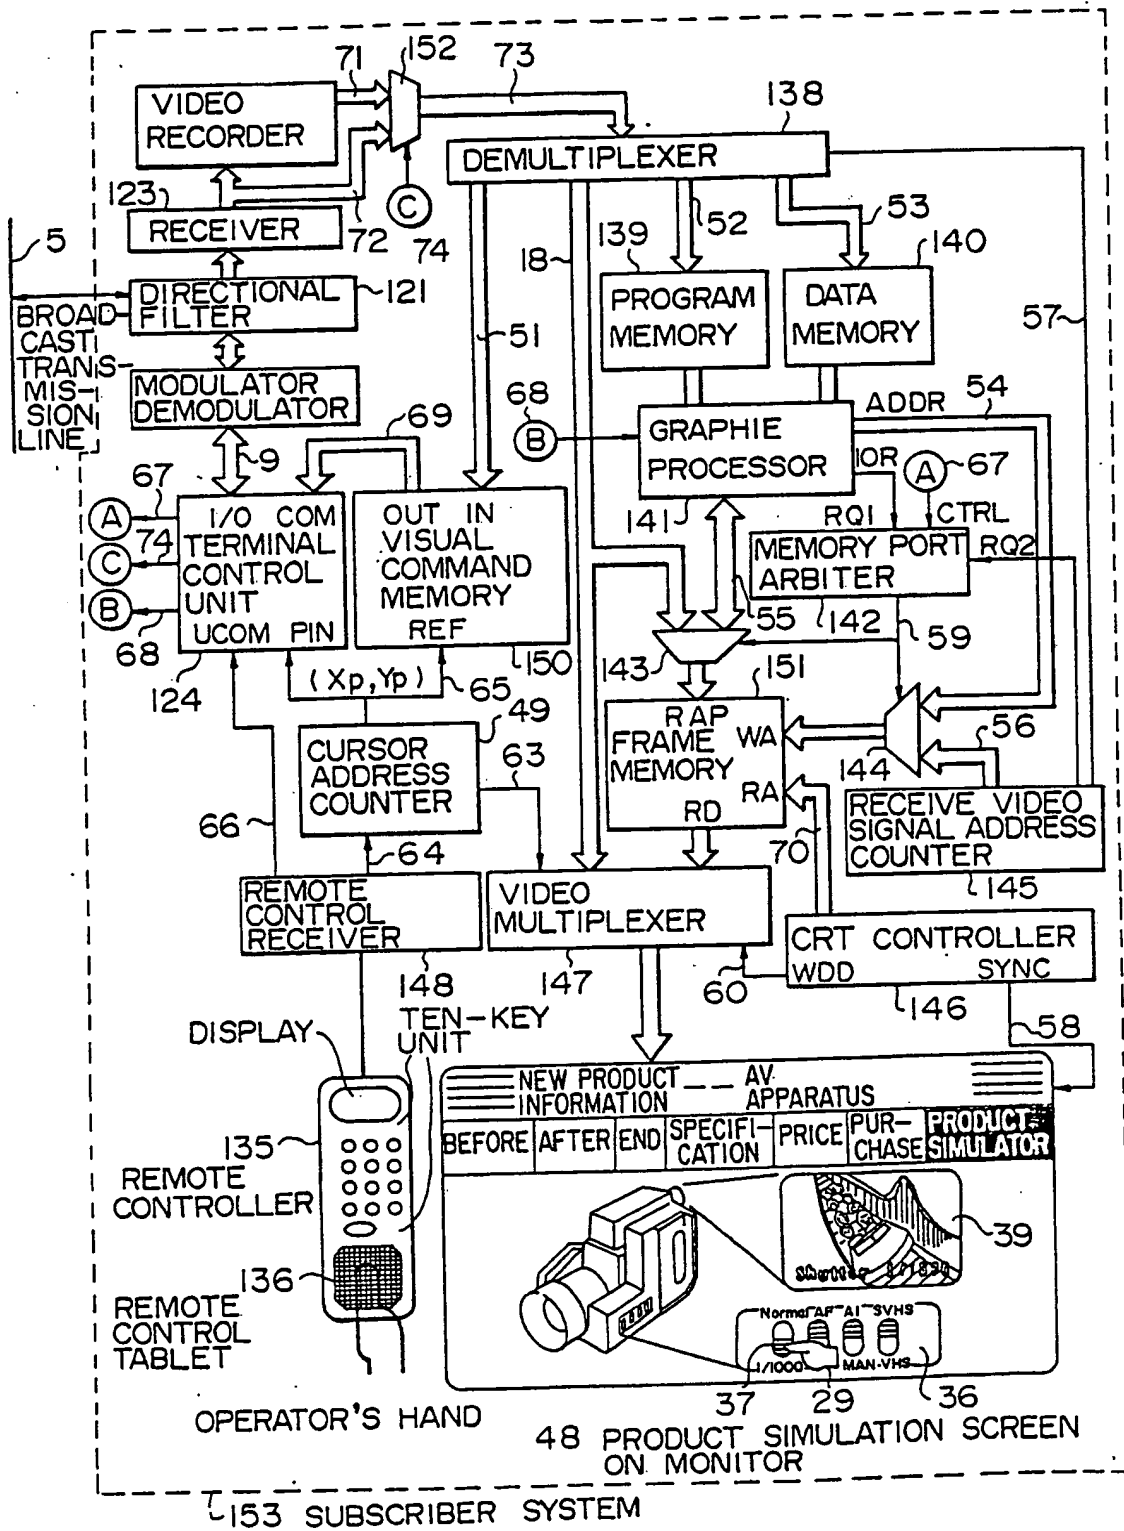 152
71
73
138
VIDEO
RECORDER
DEMULTIPLEXER
123
C
74
52
53
RECEIVER
72
139
140
5
18
DIRECTIONAL
FILTER
121
PROGRAM
MEMORY
DATA
MEMORY
57
BROAD
CAST
TRANS-
MIS-
SION
LINE
51
MODULATOR
DEMODULATOR
69
68
B
ADDR
54
GRAPHIE
PROCESSOR
IOR
A
67
9
67
A
I/O COM
TERMINAL
CONTROL
UNIT
UCOM PIN
74
C
B
68
124
OUT IN
VISUAL
COMMAND
MEMORY
REF
150
141
RQ1
CTRL
MEMORY PORT
ARBITER
RQ2
142
55
59
143
151
(Xp,Yp)
65
49
CURSOR
ADDRESS
COUNTER
63
RAP
FRAME
MEMORY
WA
RA
RD
144
56
66
64
70
RECEIVE VIDEO
SIGNAL ADDRESS
COUNTER
145
REMOTE
CONTROL
RECEIVER
VIDEO
MULTIPLEXER
CRT CONTROLLER
WDD
SYNC
148
147
60
146
58
DISPLAY
TEN-KEY
UNIT
NEW PRODUCT
INFORMATION
AV
APPARATUS
BEFORE
AFTER
END
SPECIFI-
CATION
PRICE
PUR-
CHASE
PRODUCT-
SIMULATOR
135
REMOTE
CONTROLLER
39
Shutter 1/1000
136
REMOTE
CONTROL
TABLET
Normal AF AI SVHS
1/1000 MAN-VHS
37
29
36
OPERATOR'S HAND
48 PRODUCT SIMULATION SCREEN
ON MONITOR
153 SUBSCRIBER SYSTEM